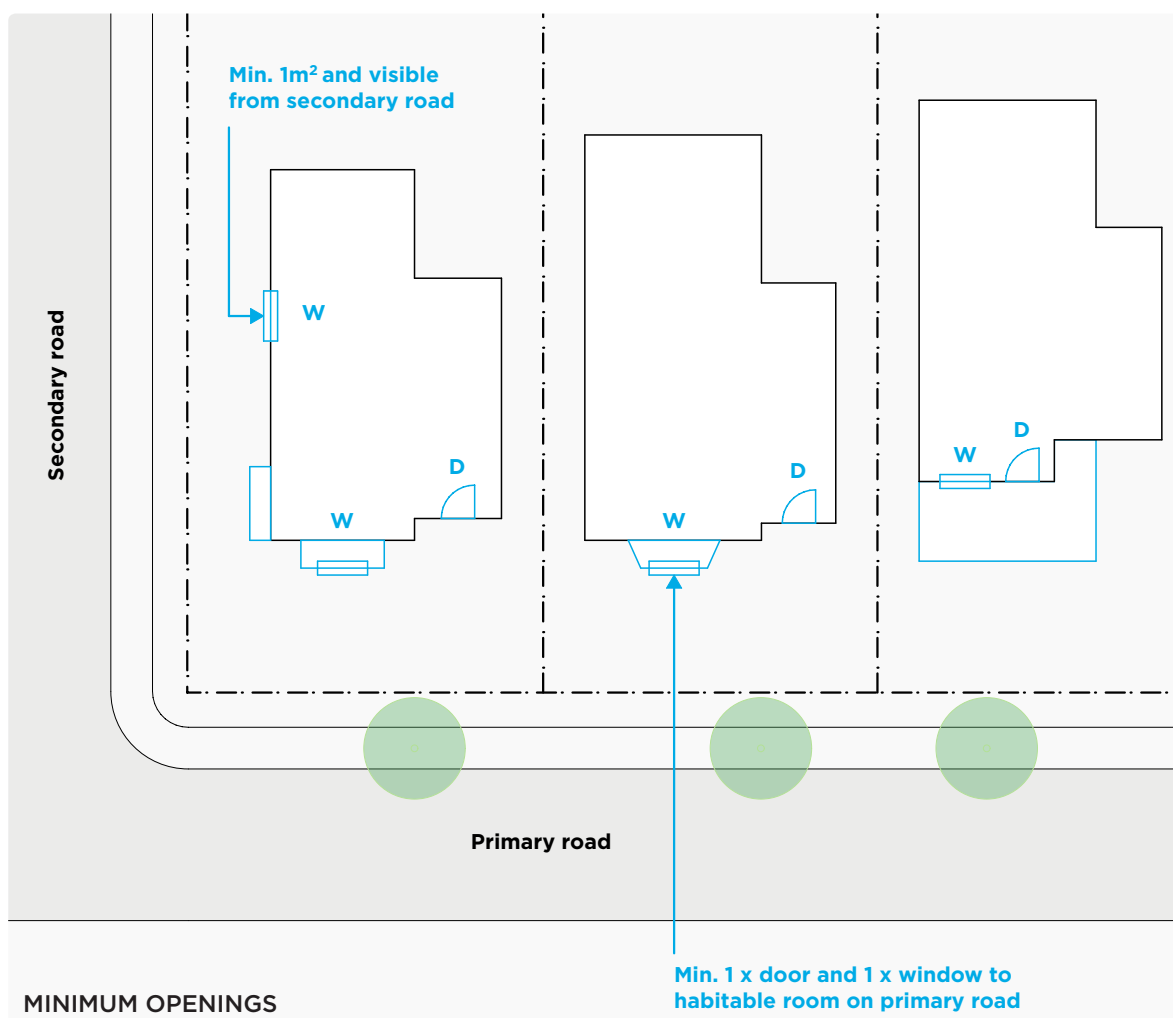 Min. 1m² and visible
from secondary road
W
Secondary road
D
W
D
W
D
W
Primary road
Min. 1 x door and 1 x window to
habitable room on primary road
MINIMUM OPENINGS